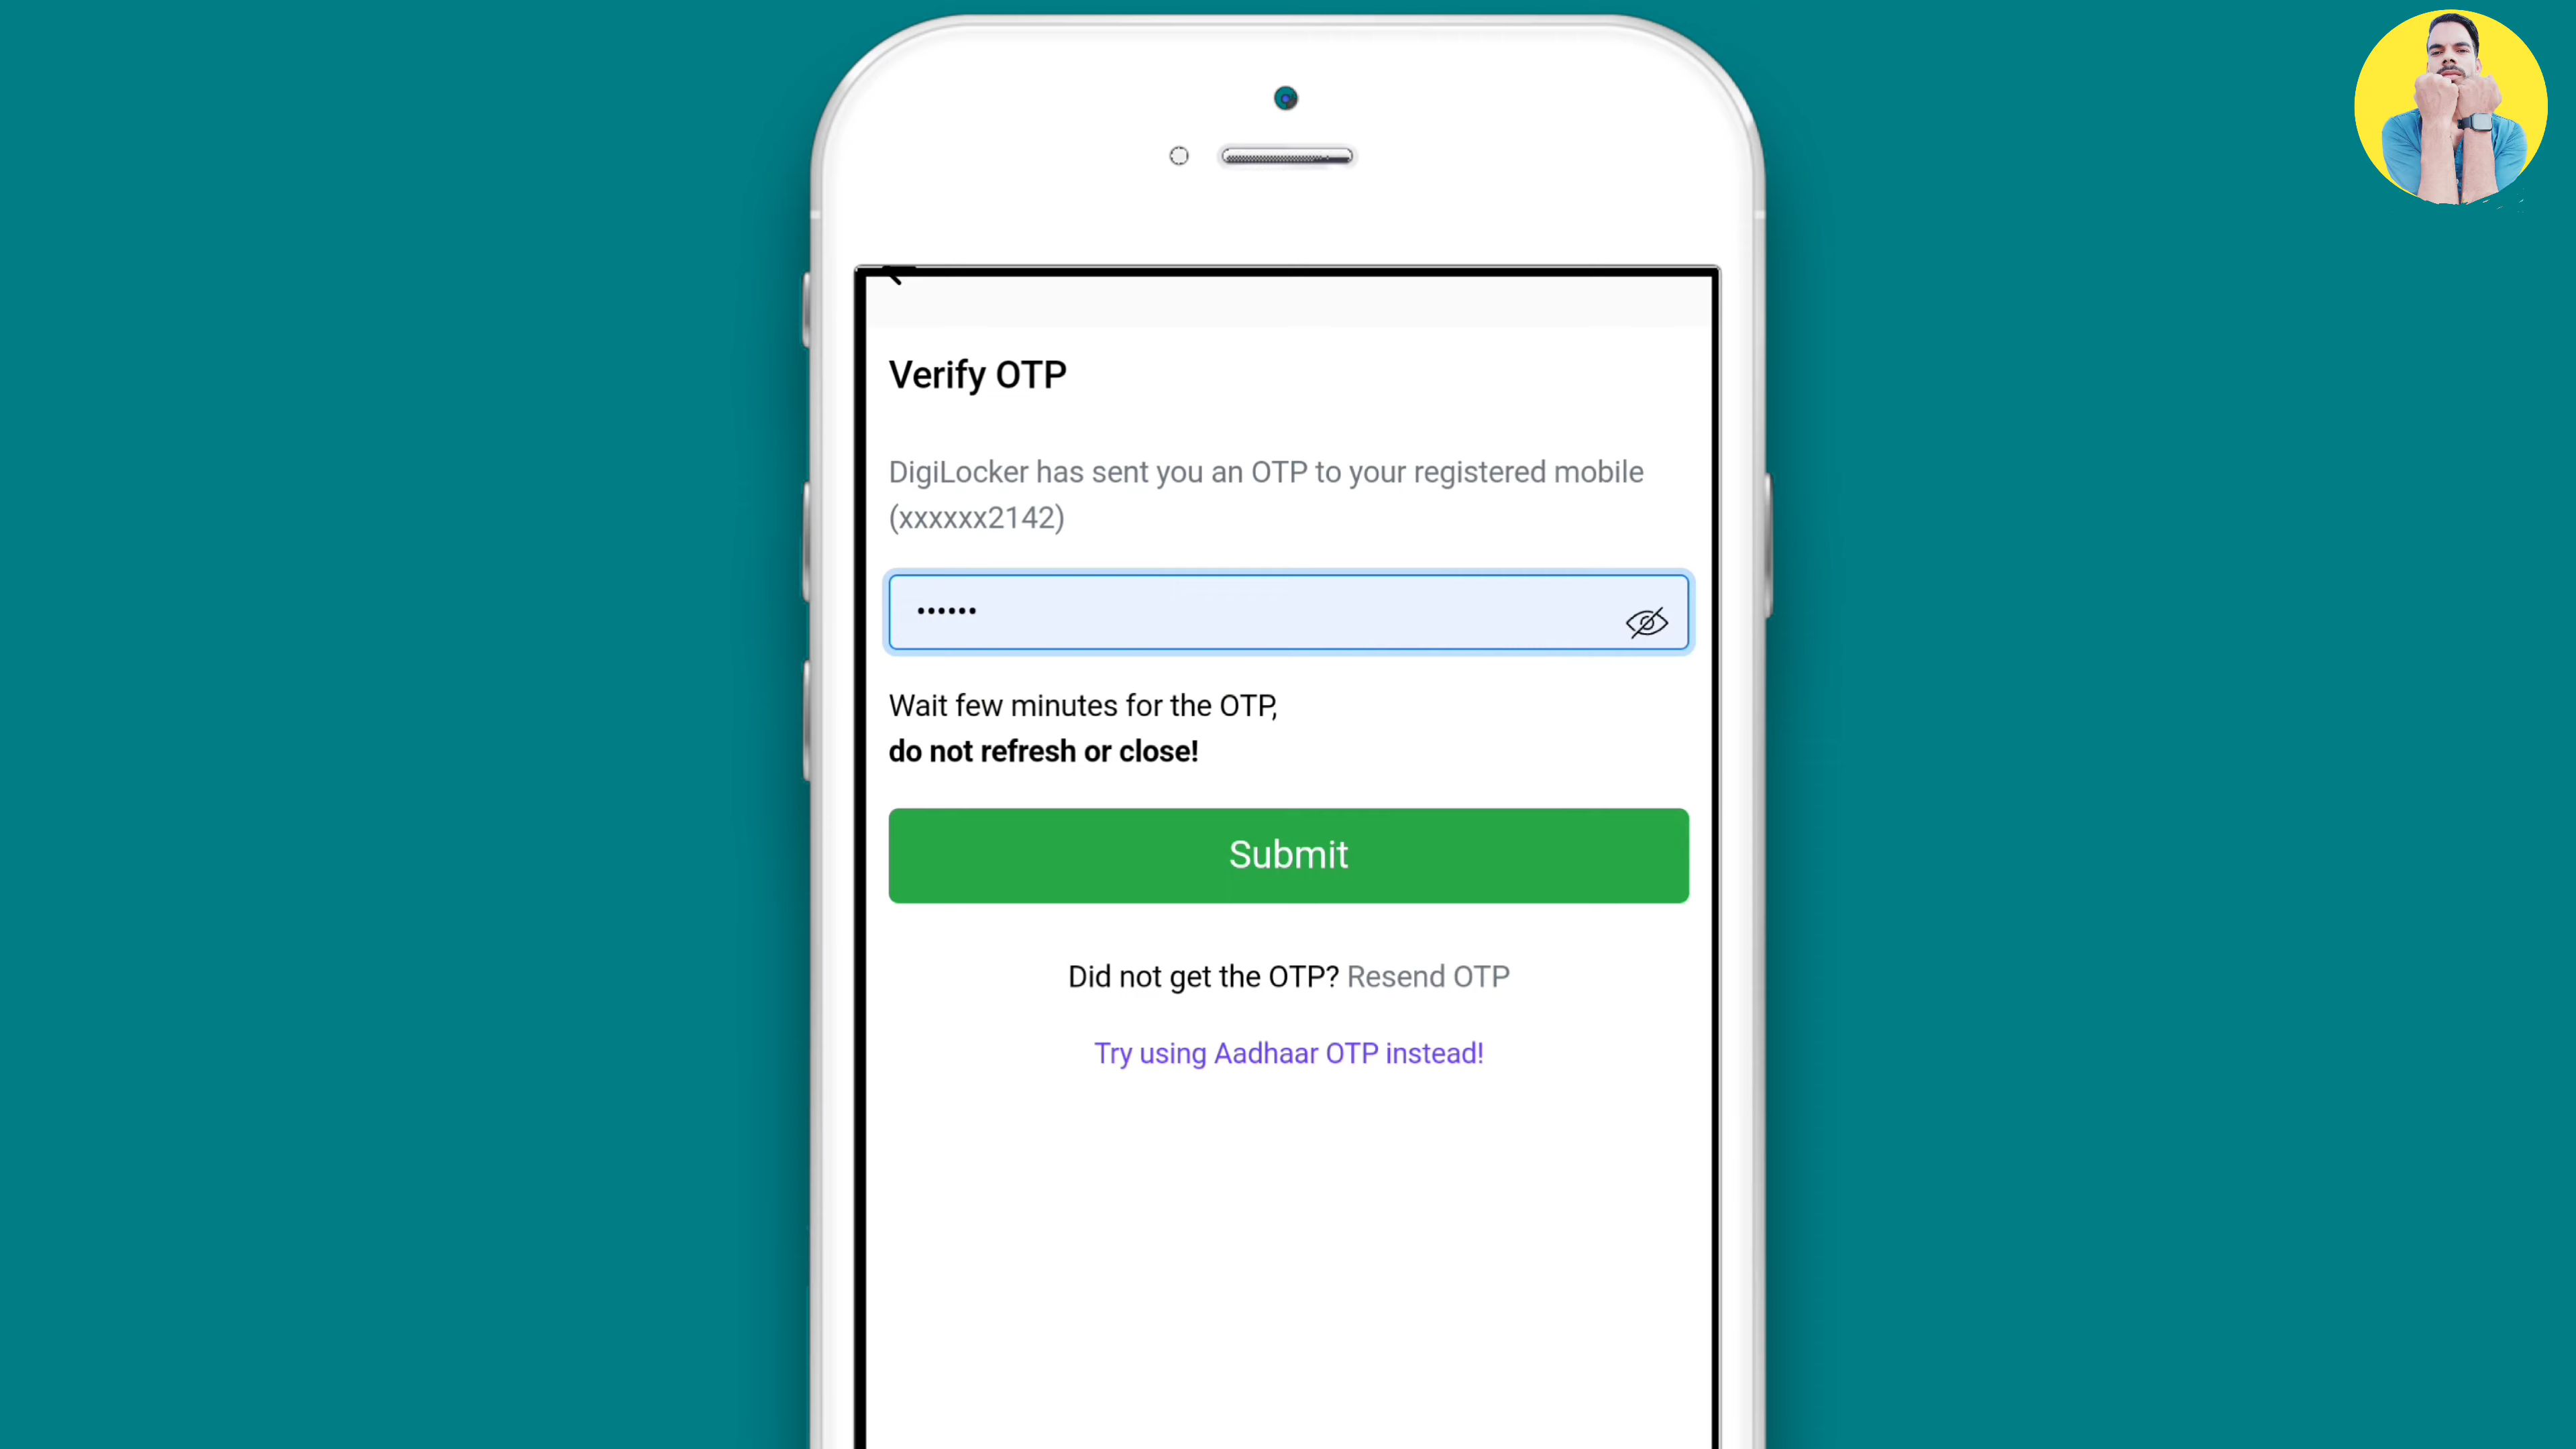 Verify OTP
DigiLocker has sent you an OTP to your registered mobile
(xxxxxx2142)
••••••
Wait few minutes for the OTP,
do not refresh or close!
Submit
Did not get the OTP? Resend OTP
Try using Aadhaar OTP instead!